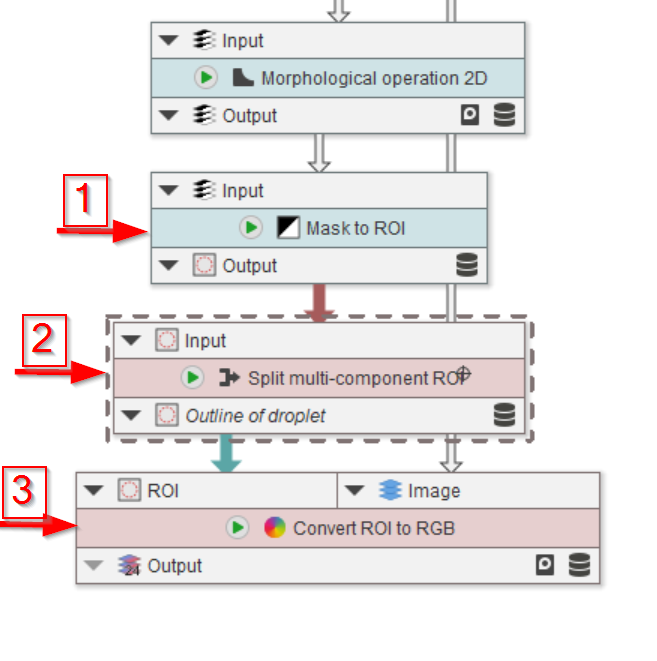 Input
Morphological operation 2D
Output
1
Input
Mask to ROI
Output
2
Input
Split multi-component ROI
Outline of droplet
3
ROI Image
Convert ROI to RGB
24 Output